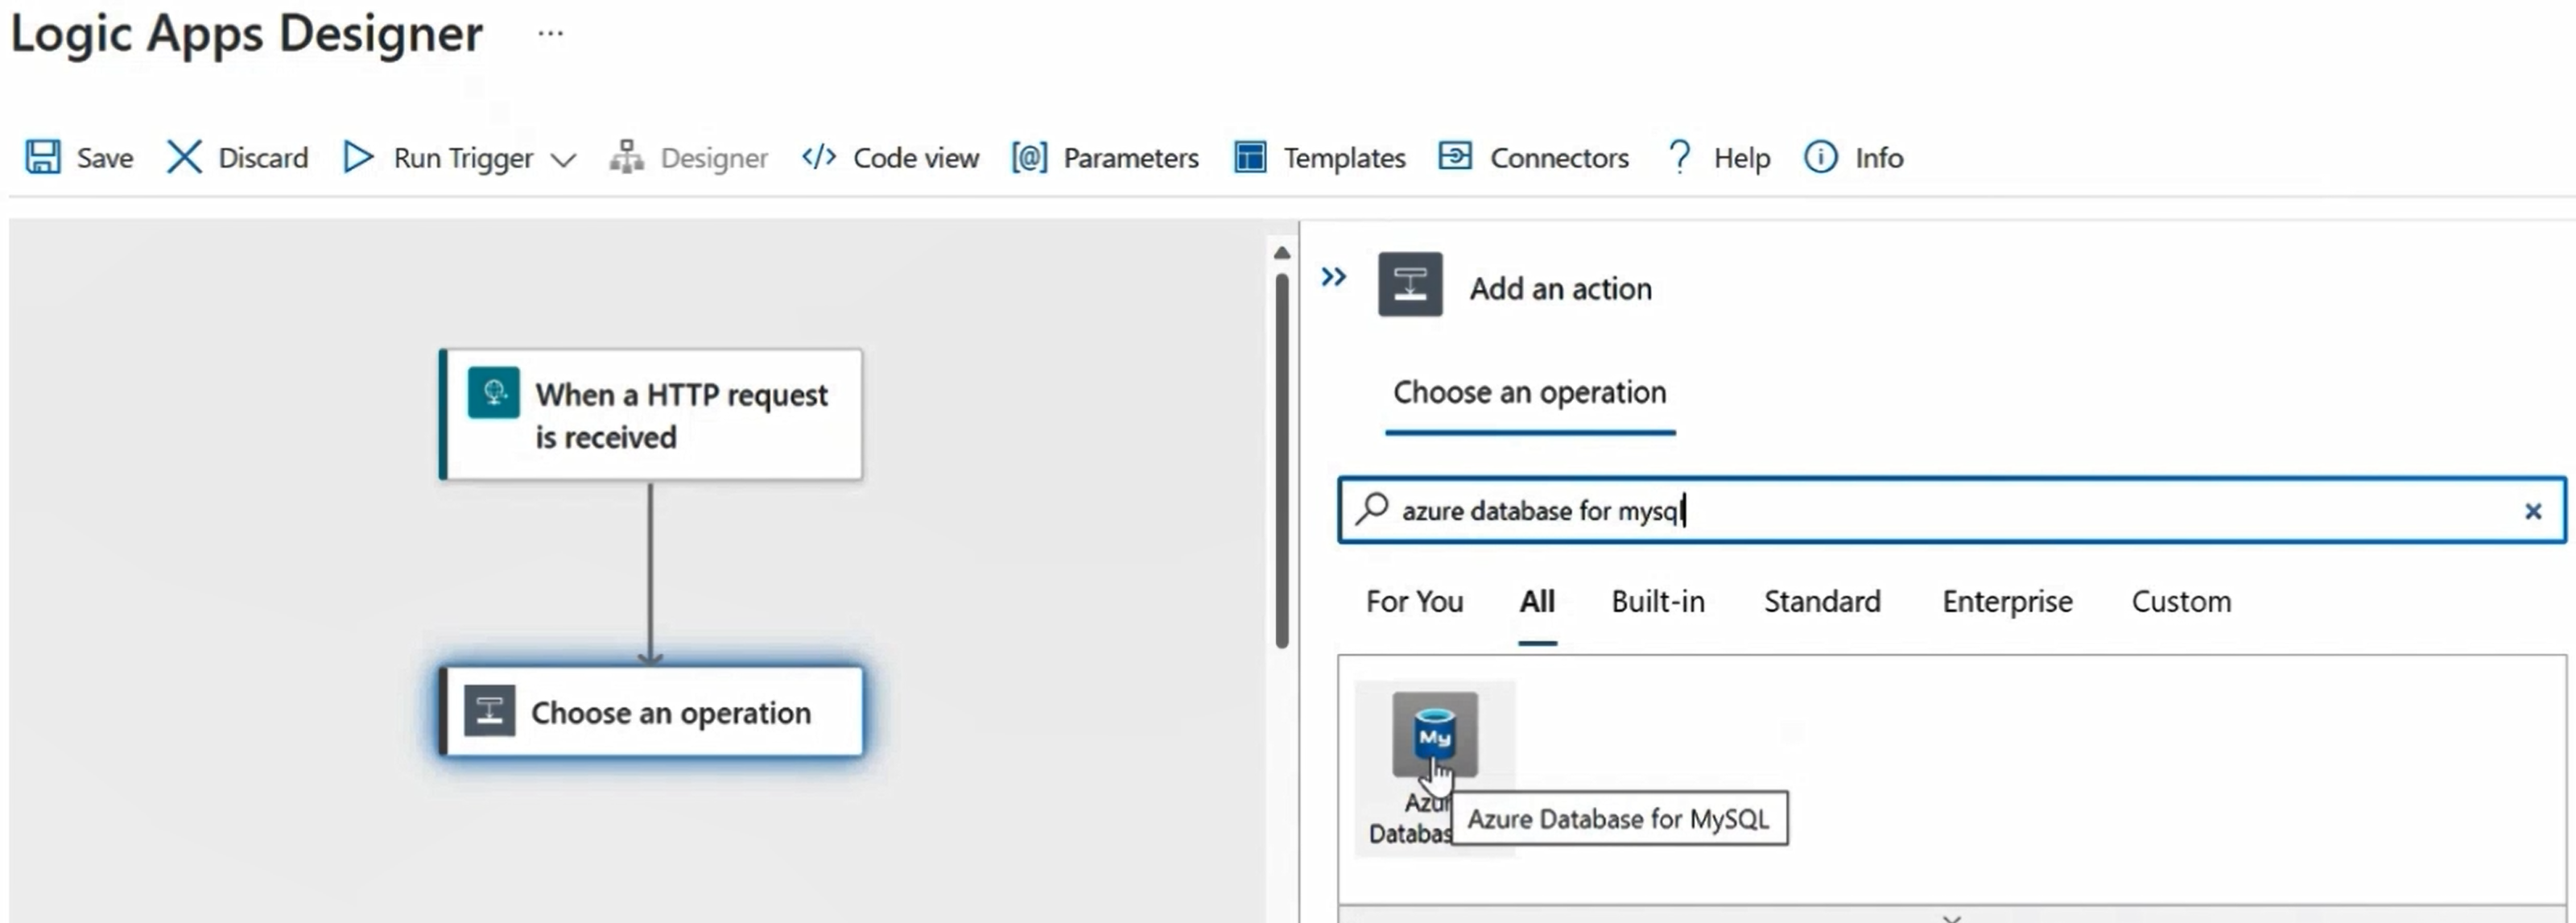 Logic Apps Designer ...
Save Discard Run Trigger Designer Code view Parameters Templates Connectors Help Info
Add an action
Choose an operation
azure database for mysql
For You All Built-in Standard Enterprise Custom
My
Azure Database for MySQL
When a HTTP request
is received
Choose an operation